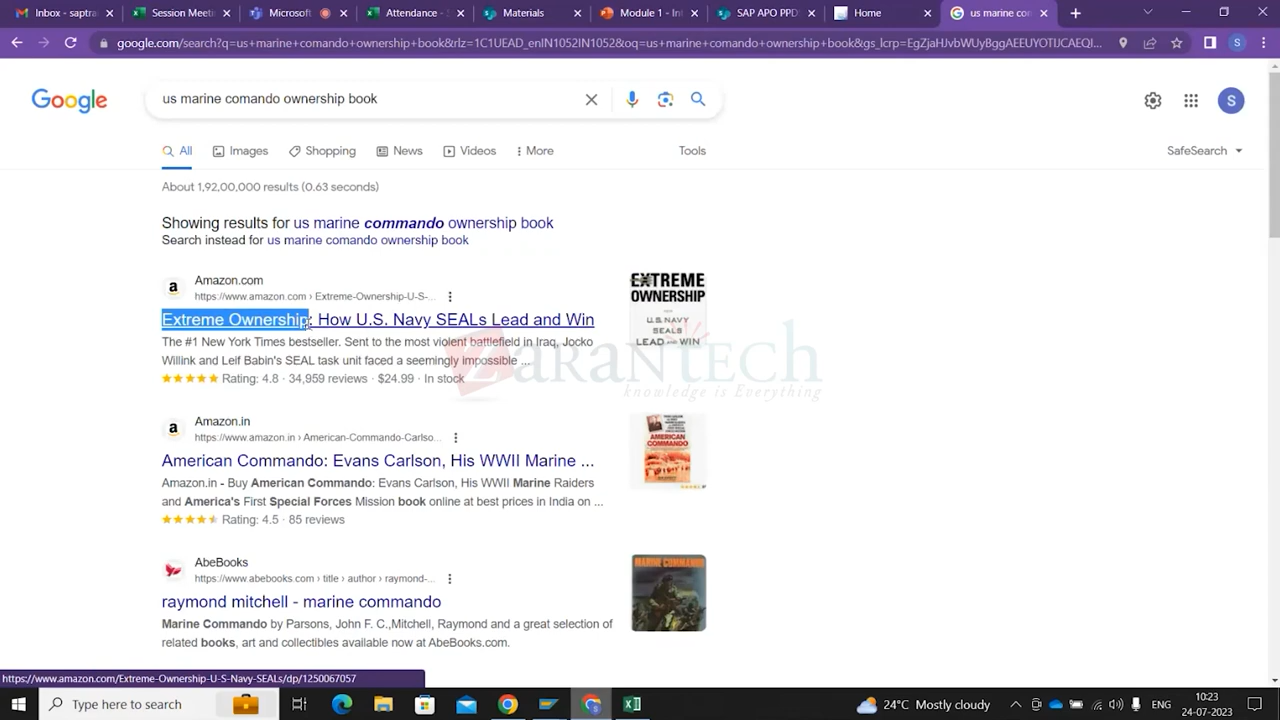 Inbox - saptra
Session Meeti
Microsoft
Attendance - S
Materials
Module 1 - Int
SAP APO PPDS
Home
us marine com
google.com/search?q=us+marine+comando+ownership+book&rlz=1C1UEAD_enIN1052IN1052&oq=us+marine+comando+ownership+book&gs_lcrp=EgZjaHJvbWUyBggAEEUYOTIJCAEQI...
S
Google
us marine comando ownership book
S
All
Images
Shopping
News
Videos
More
Tools
SafeSearch
About 1,92,00,000 results (0.63 seconds)
Showing results for us marine commando ownership book
Search instead for us marine comando ownership book
Amazon.com
https://www.amazon.com › Extreme-Ownership-U-S-...
Extreme Ownership: How U.S. Navy SEALs Lead and Win
The #1 New York Times bestseller. Sent to the most violent battlefield in Iraq, Jocko
Willink and Leif Babin's SEAL task unit faced a seemingly impossible ...
Rating: 4.8 · 34,959 reviews · $24.99 · In stock
EXTREME
OWNERSHIP
HOW
U.S. NAVY
SEALS
LEAD AND WIN
ZaranTech
knowledge is Everything
Amazon.in
https://www.amazon.in › American-Commando-Carlso...
American Commando: Evans Carlson, His WWII Marine ...
Amazon.in - Buy American Commando: Evans Carlson, His WWII Marine Raiders
and America's First Special Forces Mission book online at best prices in India on ...
Rating: 4.5 · 85 reviews
AMERICAN
COMMANDO
AbeBooks
https://www.abebooks.com › title › author › raymond-...
raymond mitchell - marine commando
Marine Commando by Parsons, John F. C.,Mitchell, Raymond and a great selection of
related books, art and collectibles available now at AbeBooks.com.
MARINE COMMANDO
https://www.amazon.com/Extreme-Ownership-U-S-Navy-SEALs/dp/1250067057
Type here to search
24°C Mostly cloudy
ENG
10:23
24-07-2023